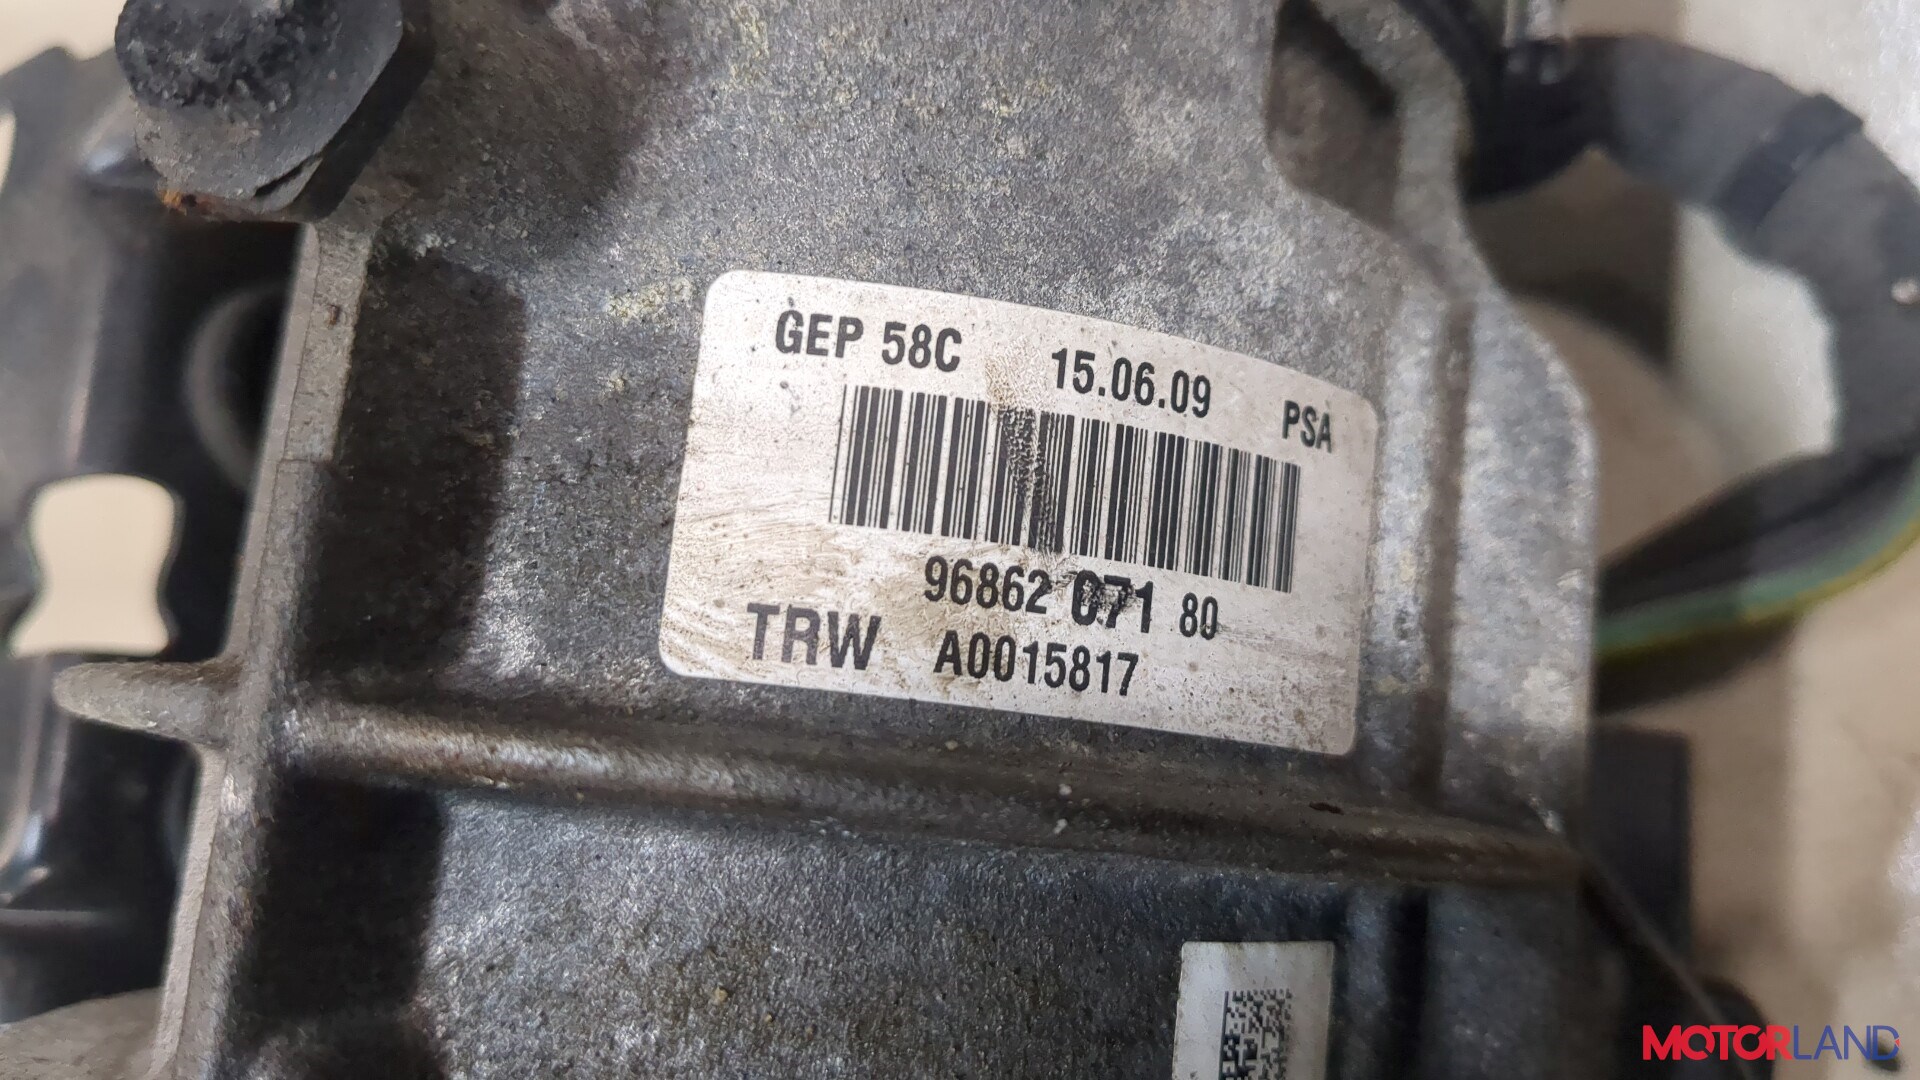 GEP 58C 15.06.09 PSA
96862 071 80
TRW A0015817
MOTORLAND